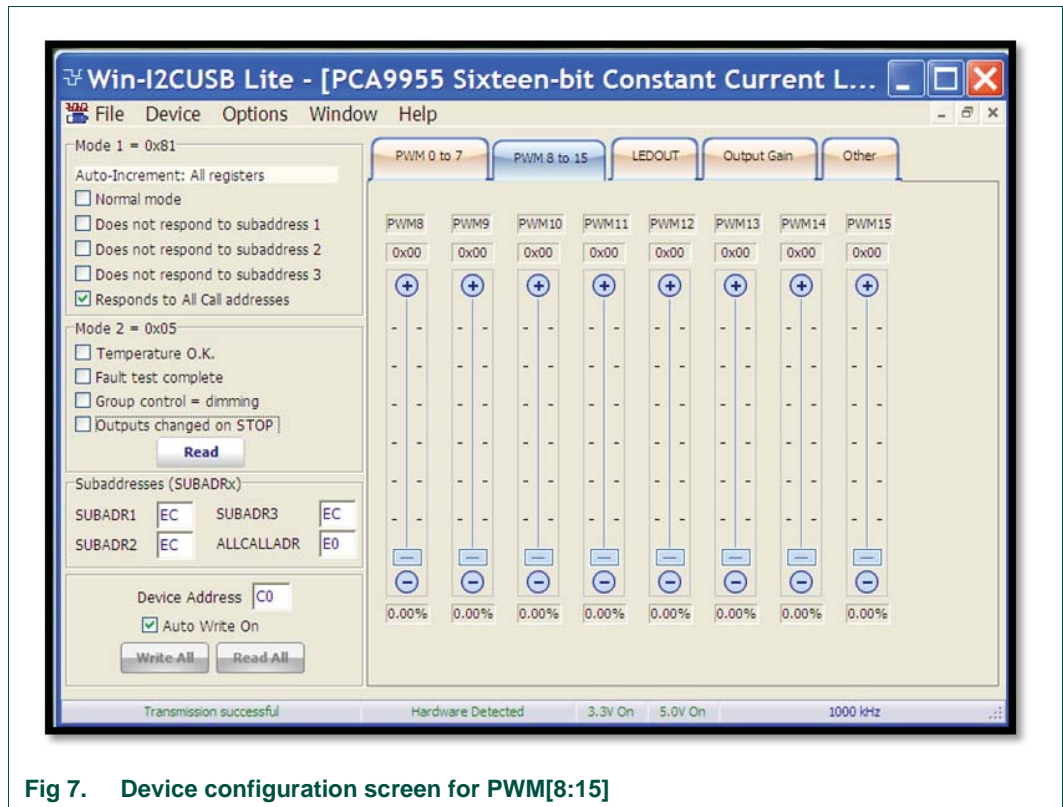 Win-I2CUSB Lite - [PCA9955 Sixteen-bit Constant Current L...
File Device Options Window Help
Mode 1 = 0x81
Auto-Increment: All registers
Normal mode
Does not respond to subaddress 1
Does not respond to subaddress 2
Does not respond to subaddress 3
Responds to All Call addresses
Mode 2 = 0x05
Temperature O.K.
Fault test complete
Group control = dimming
Outputs changed on STOP
Read
Subaddresses (SUBADRx)
SUBADR1 EC SUBADR3 EC
SUBADR2 EC ALLCALLADR E0
Device Address C0
Auto Write On
Write All Read All
PWM 0 to 7 PWM 8 to 15 LEDOUT Output Gain Other
PWM8 PWM9 PWM10 PWM11 PWM12 PWM13 PWM14 PWM15
0x00 0x00 0x00 0x00 0x00 0x00 0x00 0x00
0.00% 0.00% 0.00% 0.00% 0.00% 0.00% 0.00% 0.00%
Transmission successful Hardware Detected 3.3V On 5.0V On 1000 kHz
Fig 7. Device configuration screen for PWM[8:15]